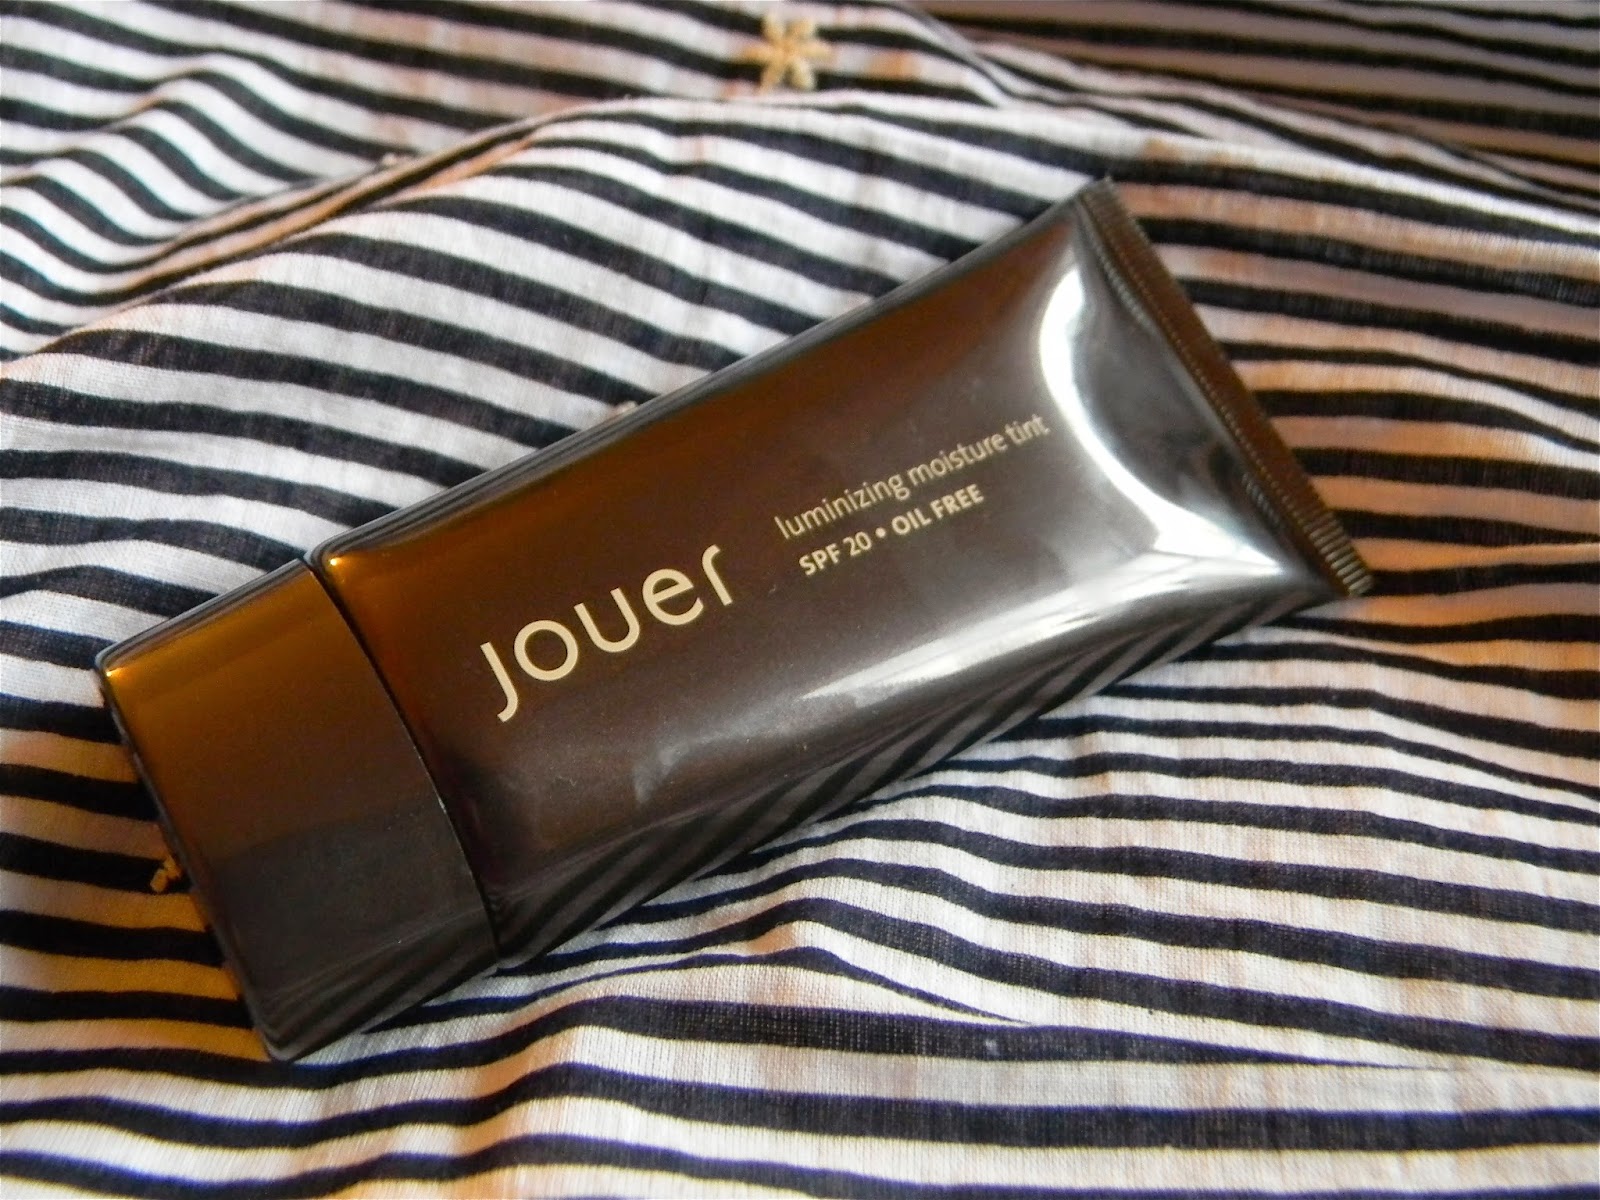 Jouer
luminizing moisture tint
SPF 20 • OIL FREE